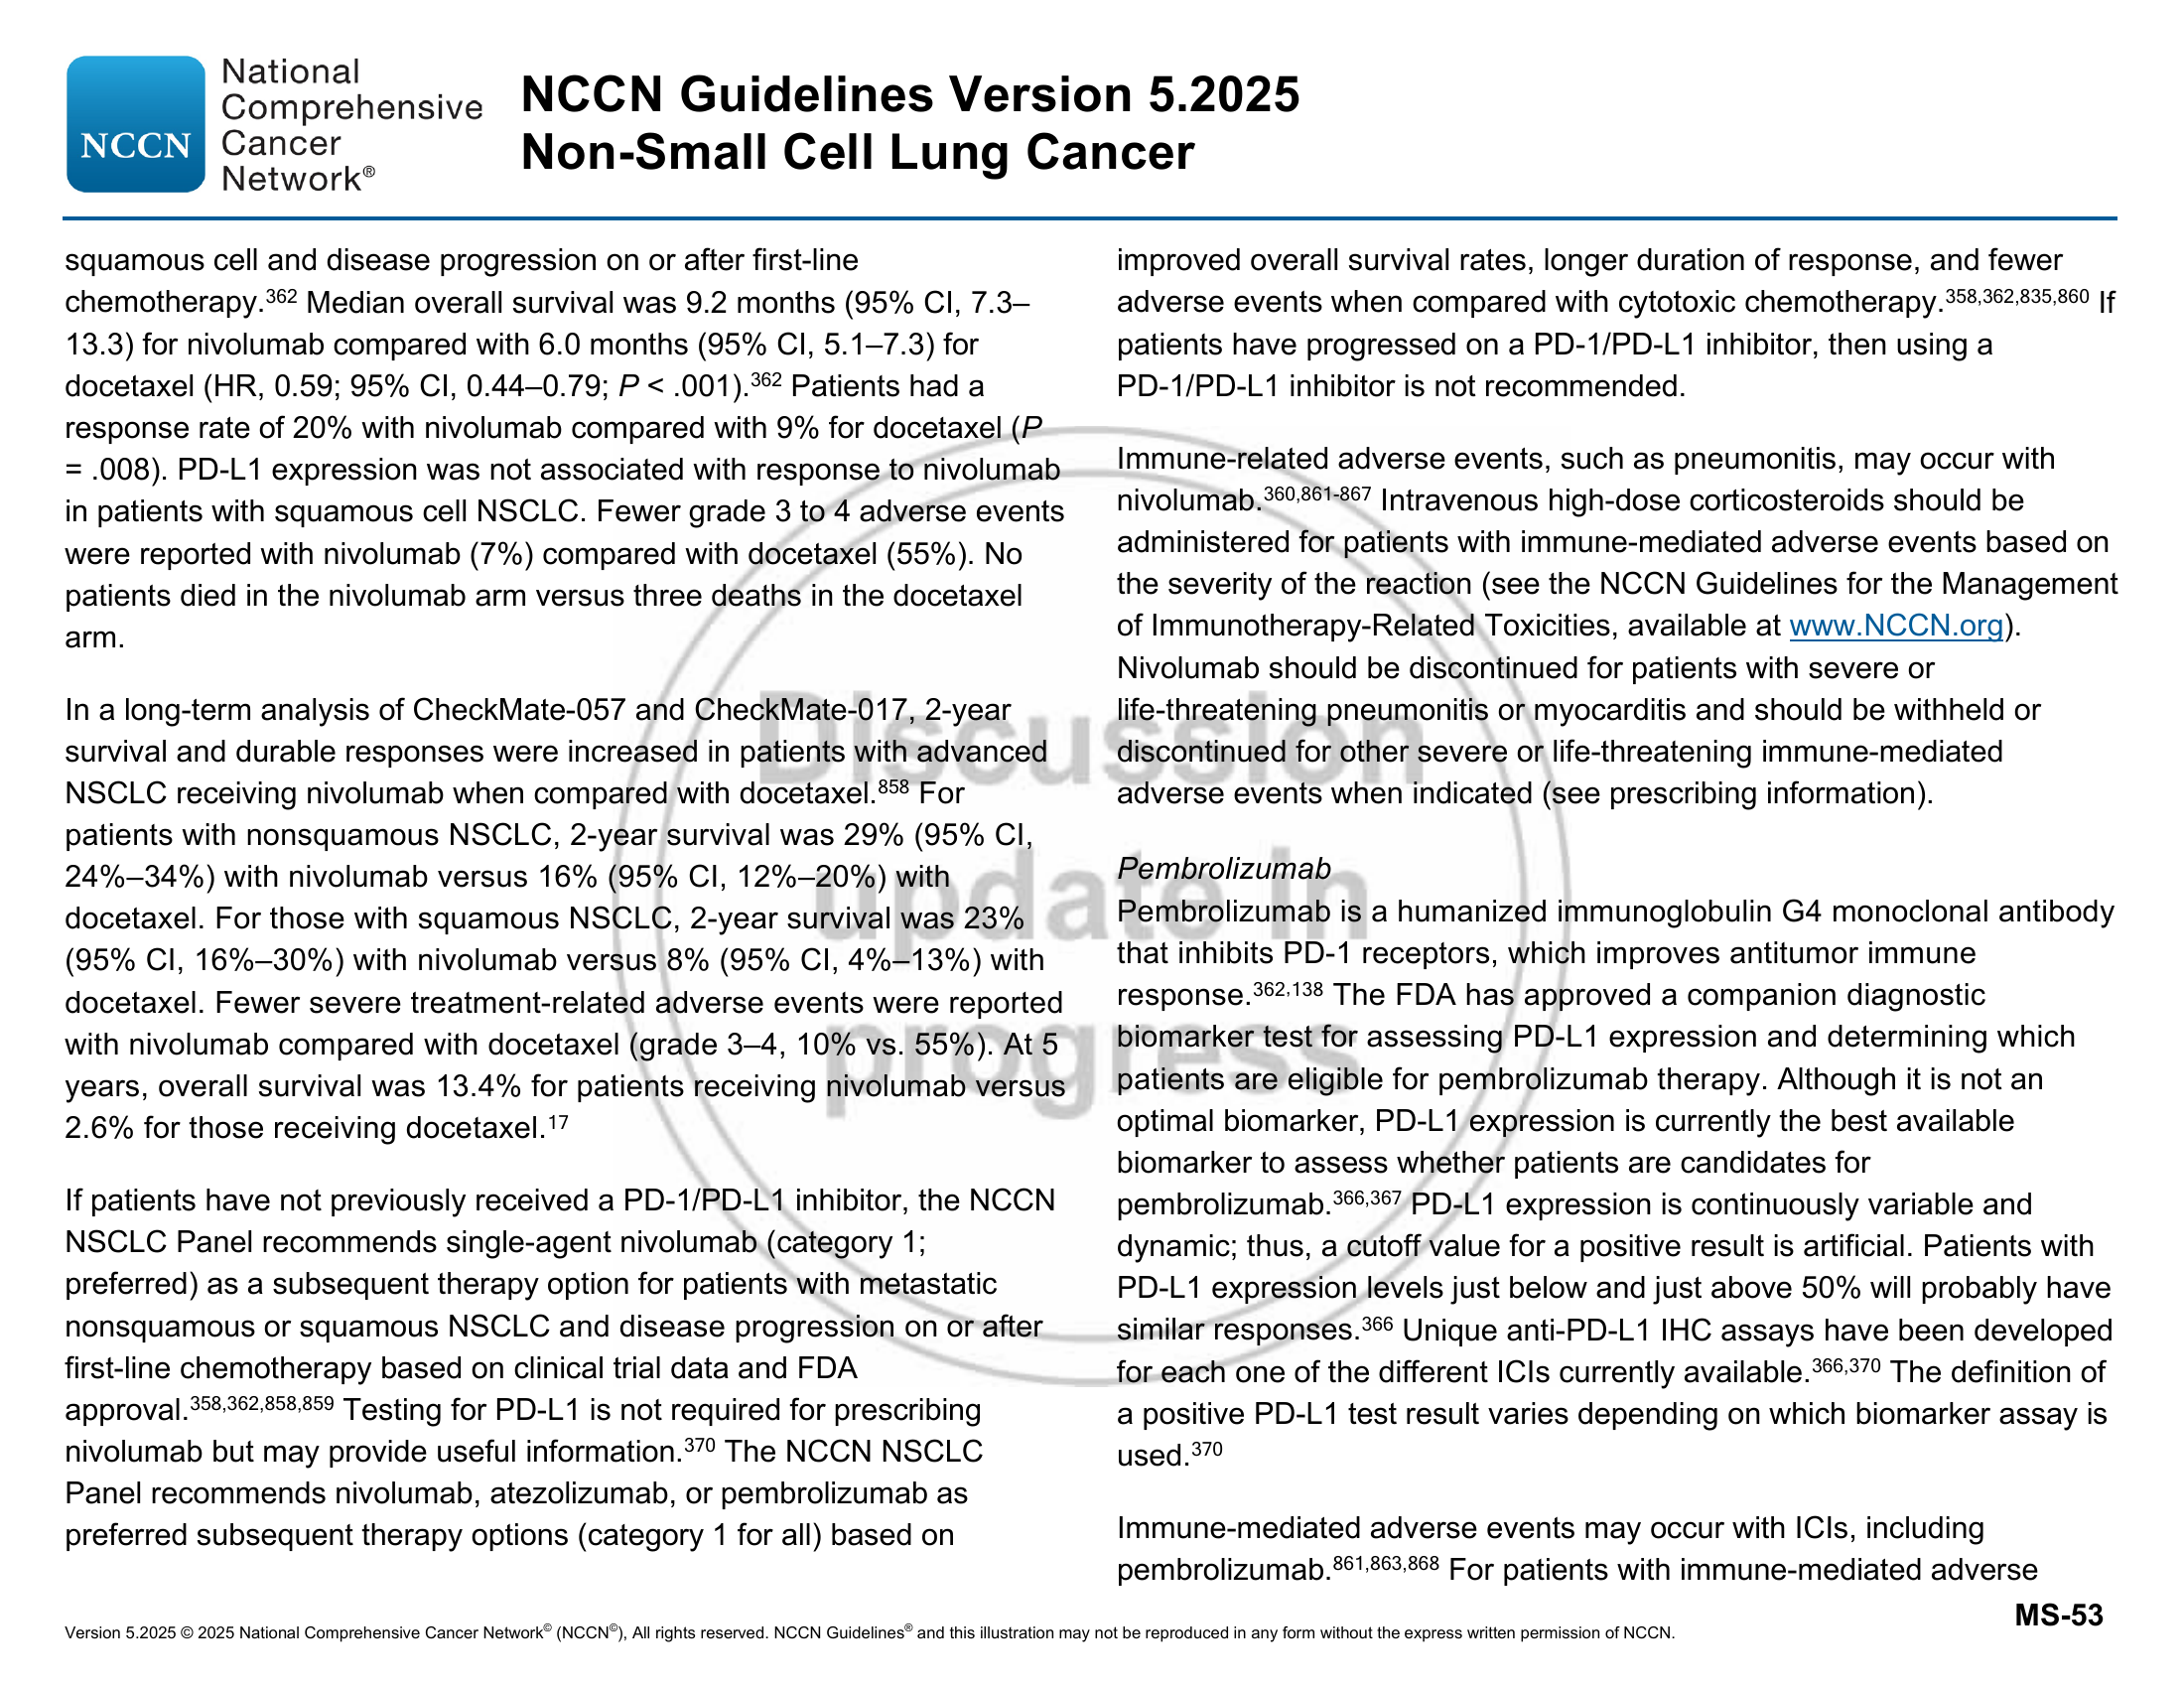 NCCN
National
Comprehensive
Cancer
Network®
NCCN Guidelines Version 5.2025
Non-Small Cell Lung Cancer
squamous cell and disease progression on or after first-line
chemotherapy.362 Median overall survival was 9.2 months (95% CI, 7.3–
13.3) for nivolumab compared with 6.0 months (95% CI, 5.1–7.3) for
docetaxel (HR, 0.59; 95% CI, 0.44–0.79; P < .001).362 Patients had a
response rate of 20% with nivolumab compared with 9% for docetaxel (P
= .008). PD-L1 expression was not associated with response to nivolumab
in patients with squamous cell NSCLC. Fewer grade 3 to 4 adverse events
were reported with nivolumab (7%) compared with docetaxel (55%). No
patients died in the nivolumab arm versus three deaths in the docetaxel
arm.
In a long-term analysis of CheckMate-057 and CheckMate-017, 2-year
survival and durable responses were increased in patients with advanced
NSCLC receiving nivolumab when compared with docetaxel.858 For
patients with nonsquamous NSCLC, 2-year survival was 29% (95% CI,
24%–34%) with nivolumab versus 16% (95% CI, 12%–20%) with
docetaxel. For those with squamous NSCLC, 2-year survival was 23%
(95% CI, 16%–30%) with nivolumab versus 8% (95% CI, 4%–13%) with
docetaxel. Fewer severe treatment-related adverse events were reported
with nivolumab compared with docetaxel (grade 3–4, 10% vs. 55%). At 5
years, overall survival was 13.4% for patients receiving nivolumab versus
2.6% for those receiving docetaxel.17
If patients have not previously received a PD-1/PD-L1 inhibitor, the NCCN
NSCLC Panel recommends single-agent nivolumab (category 1;
preferred) as a subsequent therapy option for patients with metastatic
nonsquamous or squamous NSCLC and disease progression on or after
first-line chemotherapy based on clinical trial data and FDA
approval.358,362,858,859 Testing for PD-L1 is not required for prescribing
nivolumab but may provide useful information.370 The NCCN NSCLC
Panel recommends nivolumab, atezolizumab, or pembrolizumab as
preferred subsequent therapy options (category 1 for all) based on
improved overall survival rates, longer duration of response, and fewer
adverse events when compared with cytotoxic chemotherapy.358,362,835,860 If
patients have progressed on a PD-1/PD-L1 inhibitor, then using a
PD-1/PD-L1 inhibitor is not recommended.
Immune-related adverse events, such as pneumonitis, may occur with
nivolumab.360,861-867 Intravenous high-dose corticosteroids should be
administered for patients with immune-mediated adverse events based on
the severity of the reaction (see the NCCN Guidelines for the Management
of Immunotherapy-Related Toxicities, available at www.NCCN.org).
Nivolumab should be discontinued for patients with severe or
life-threatening pneumonitis or myocarditis and should be withheld or
discontinued for other severe or life-threatening immune-mediated
adverse events when indicated (see prescribing information).
Pembrolizumab
Pembrolizumab is a humanized immunoglobulin G4 monoclonal antibody
that inhibits PD-1 receptors, which improves antitumor immune
response.362,138 The FDA has approved a companion diagnostic
biomarker test for assessing PD-L1 expression and determining which
patients are eligible for pembrolizumab therapy. Although it is not an
optimal biomarker, PD-L1 expression is currently the best available
biomarker to assess whether patients are candidates for
pembrolizumab.366,367 PD-L1 expression is continuously variable and
dynamic; thus, a cutoff value for a positive result is artificial. Patients with
PD-L1 expression levels just below and just above 50% will probably have
similar responses.366 Unique anti-PD-L1 IHC assays have been developed
for each one of the different ICIs currently available.366,370 The definition of
a positive PD-L1 test result varies depending on which biomarker assay is
used.370
Immune-mediated adverse events may occur with ICIs, including
pembrolizumab.861,863,868 For patients with immune-mediated adverse
Discussion
update in
progress
MS-53
Version 5.2025 © 2025 National Comprehensive Cancer Network© (NCCN©), All rights reserved. NCCN Guidelines® and this illustration may not be reproduced in any form without the express written permission of NCCN.